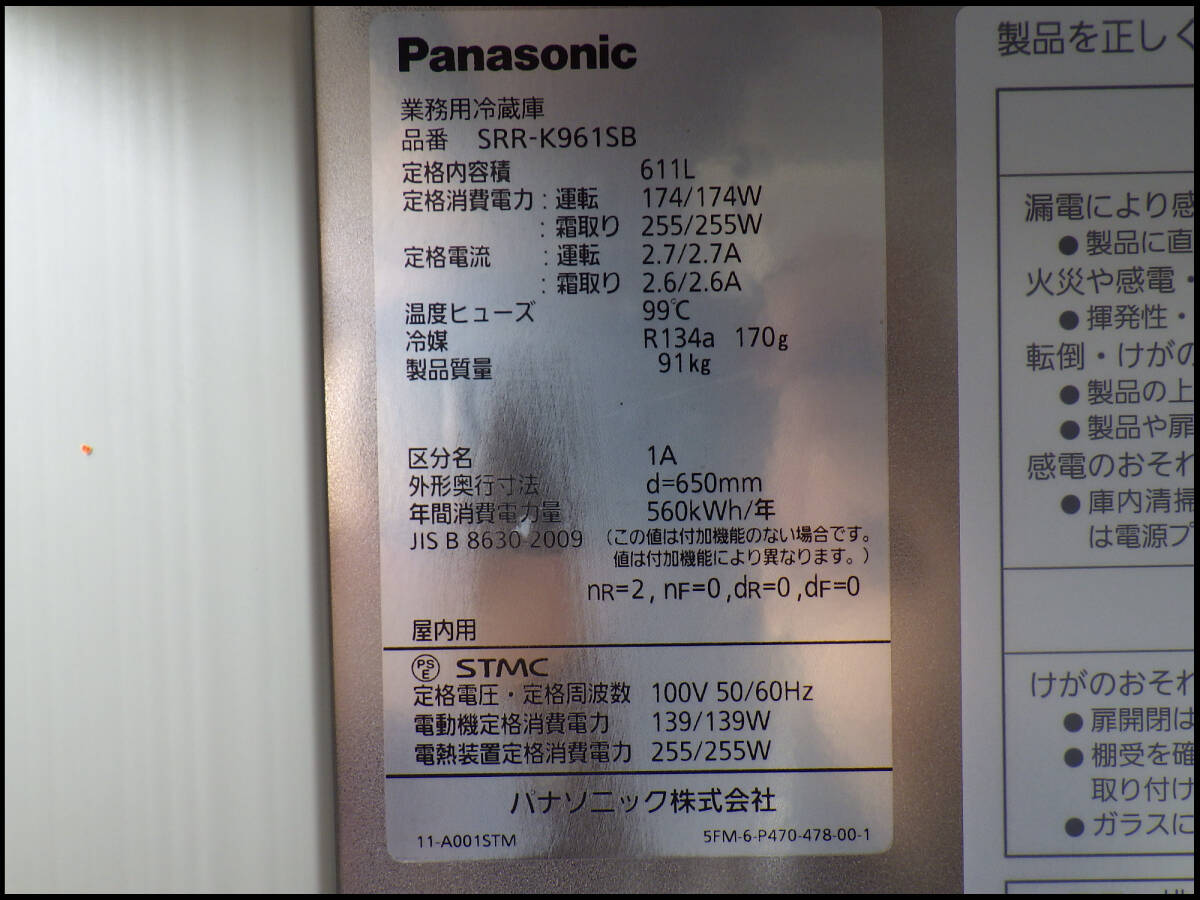 Panasonic
業務用冷蔵庫
品番 SRR-K961SB
定格内容積 611L
定格消費電力 : 運転 174/174W
: 霜取り 255/255W
定格電流 : 運転 2.7/2.7A
: 霜取り 2.6/2.6A
温度ヒューズ 99℃
冷媒 R134a 170g
製品質量 91kg
区分名 1A
外形奥行寸法 d=650mm
年間消費電力量 560kWh/年
JIS B 8630-2009 (この値は付加機能のない場合です。
値は付加機能により異なります。)
nR=2, nF=0,dR=0,dF=0
屋内用
PSE STMC
定格電圧・定格周波数 100V 50/60Hz
電動機定格消費電力 139/139W
電熱装置定格消費電力 255/255W
パナソニック株式会社
11-A001STM 5FM-6-P470-478-00-1
製品を正しく
漏電により感
●製品に直
火災や感電・
●揮発性・
転倒・けがの
●製品の上
●製品や扉
感電のおそれ
●庫内清掃
は電源プ
けがのおそれ
●扉開閉は
●棚受を確
取り付け
●ガラスに